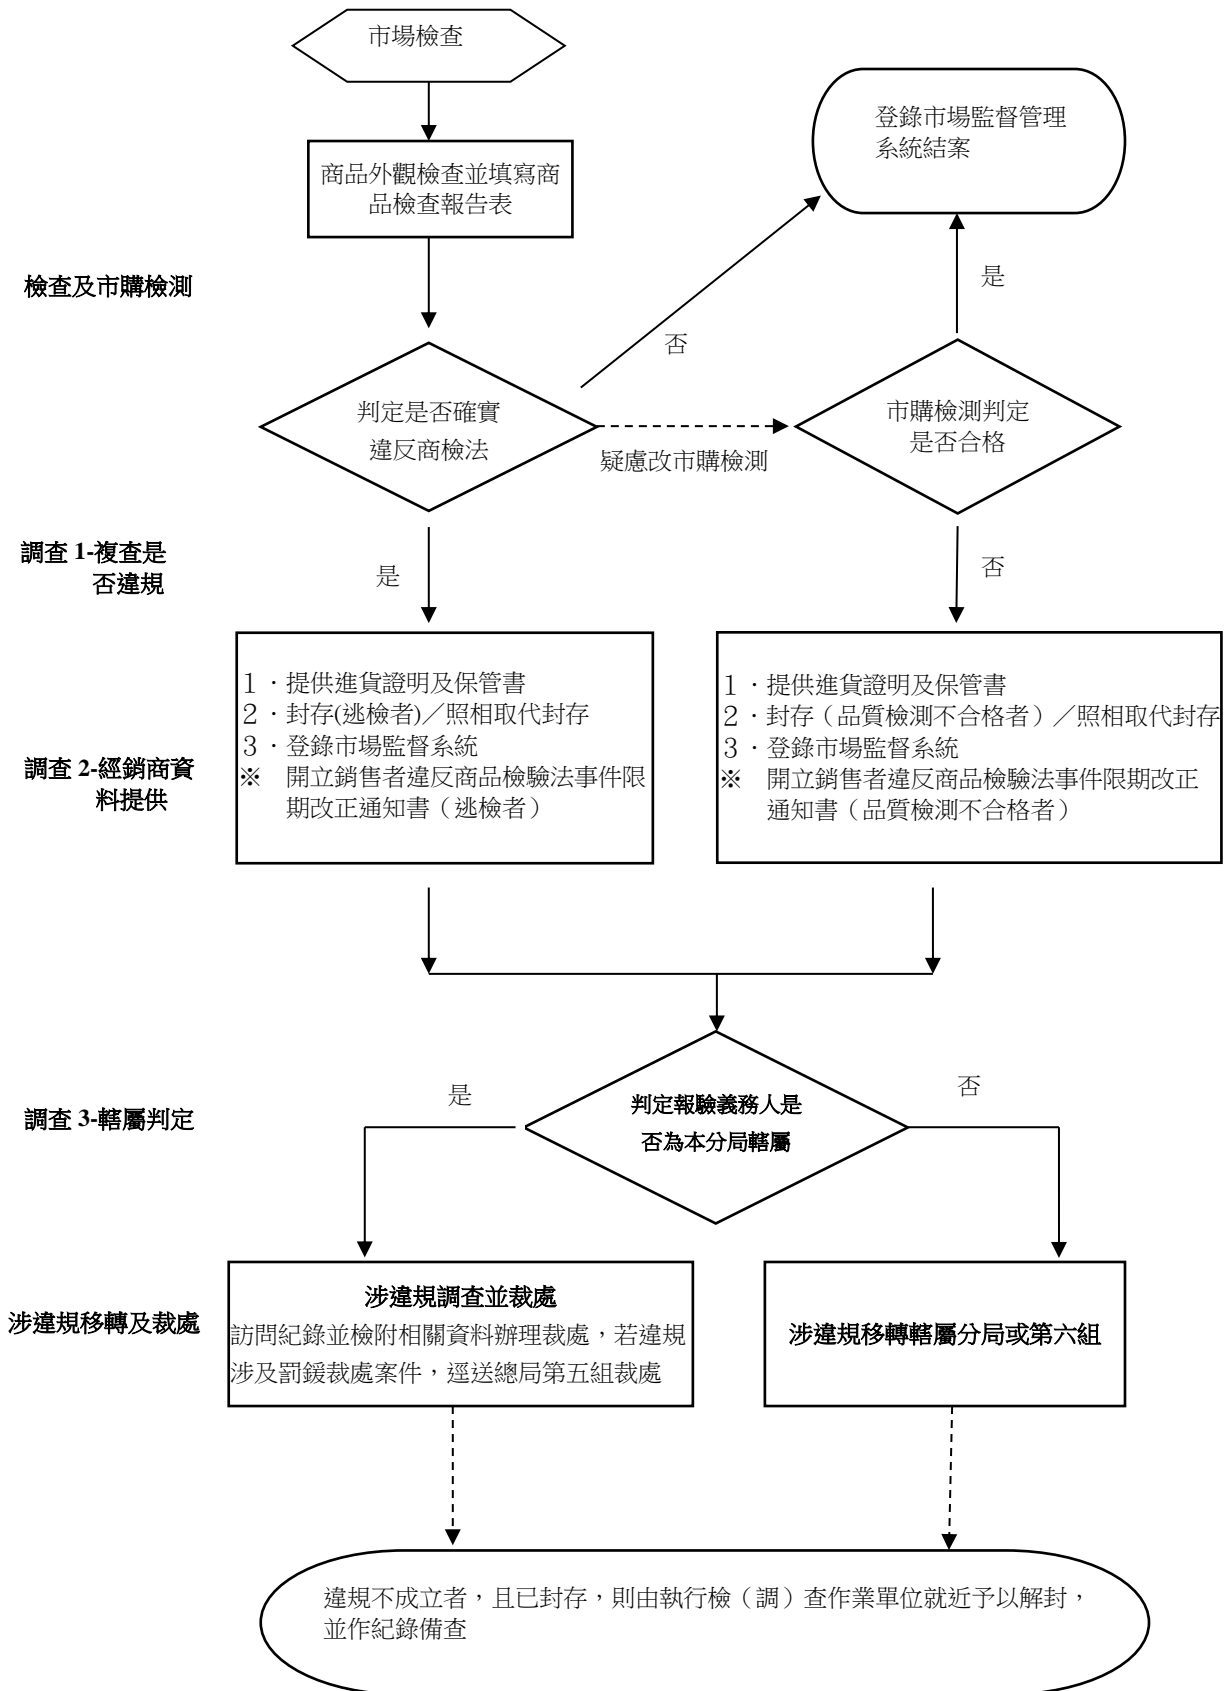 市場檢查
登錄市場監督管理
系統結案
商品外觀檢查並填寫商
品檢查報告表
檢查及市購檢測
是
否
判定是否確實
違反商檢法
市購檢測判定
是否合格
疑慮改市購檢測
調查 1-複查是
否違規
是
否
1．提供進貨證明及保管書
2．封存(逃檢者)／照相取代封存
3．登錄市場監督系統
※ 開立銷售者違反商品檢驗法事件限
期改正通知書（逃檢者）
1．提供進貨證明及保管書
2．封存（品質檢測不合格者）／照相取代封存
3．登錄市場監督系統
※ 開立銷售者違反商品檢驗法事件限期改正
通知書（品質檢測不合格者）
調查 2-經銷商資
料提供
是
否
判定報驗義務人是
否為本分局轄屬
調查 3-轄屬判定
涉違規移轉及裁處
涉違規調查並裁處
訪問紀錄並檢附相關資料辦理裁處，若違規
涉及罰鍰裁處案件，逕送總局第五組裁處
涉違規移轉轄屬分局或第六組
違規不成立者，且已封存，則由執行檢（調）查作業單位就近予以解封，
並作紀錄備查